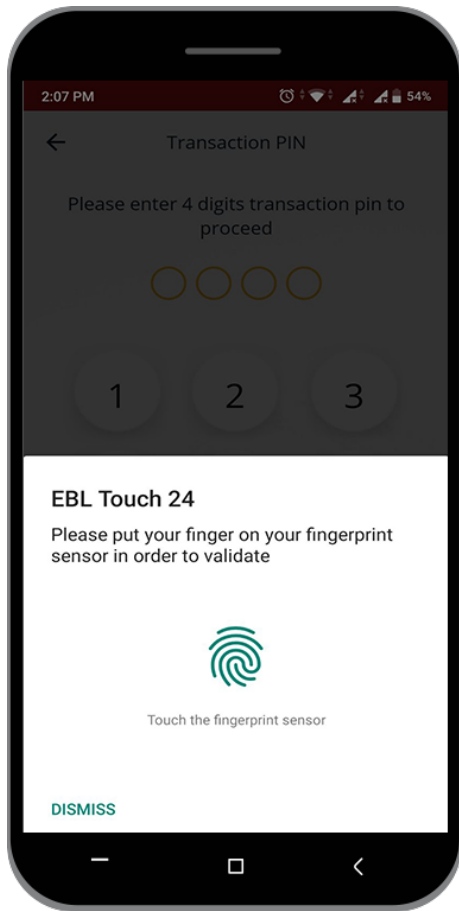 2:07 PM 54%
Transaction PIN
Please enter 4 digits transaction pin to
proceed
1 2 3
EBL Touch 24
Please put your finger on your fingerprint
sensor in order to validate
Touch the fingerprint sensor
DISMISS